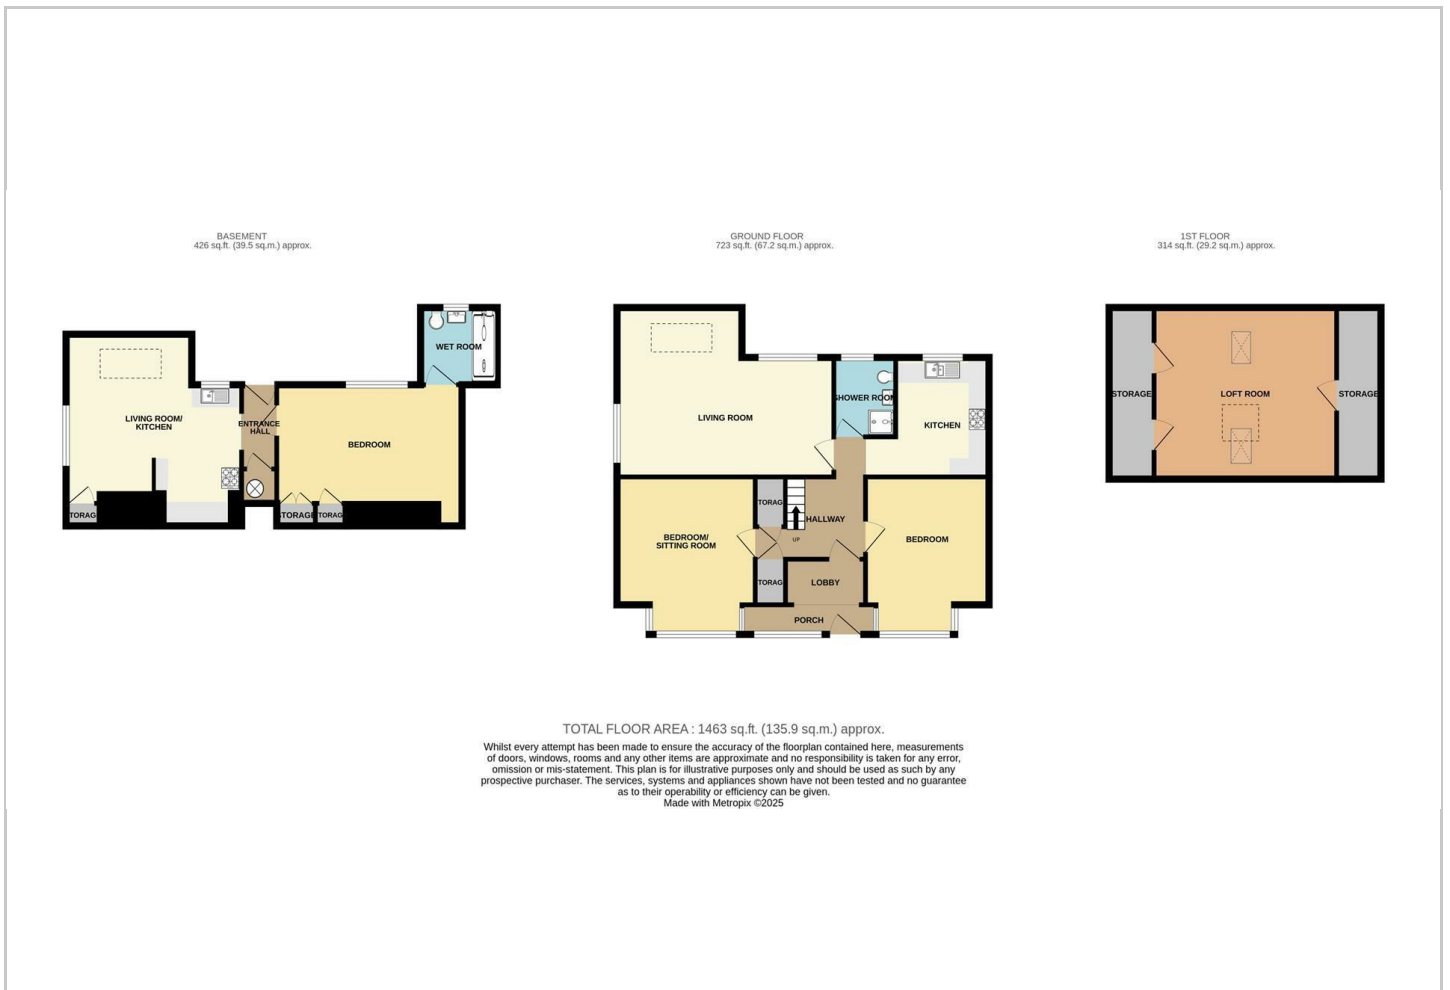 BASEMENT
426 sq.ft. (39.5 sq.m.) approx.
GROUND FLOOR
723 sq.ft. (67.2 sq.m.) approx.
1ST FLOOR
314 sq.ft. (29.2 sq.m.) approx.
WET ROOM
LIVING ROOM/
KITCHEN
ENTRANCE
HALL
BEDROOM
TORAG
STORAGE
TORAG
LIVING ROOM
SHOWER ROOM
KITCHEN
TORAG
HALLWAY
UP
BEDROOM/
SITTING ROOM
BEDROOM
TORAG
LOBBY
PORCH
STORAGE
LOFT ROOM
STORAGE
TOTAL FLOOR AREA : 1463 sq.ft. (135.9 sq.m.) approx.
Whilst every attempt has been made to ensure the accuracy of the floorplan contained here, measurements
of doors, windows, rooms and any other items are approximate and no responsibility is taken for any error,
omission or mis-statement. This plan is for illustrative purposes only and should be used as such by any
prospective purchaser. The services, systems and appliances shown have not been tested and no guarantee
as to their operability or efficiency can be given.
Made with Metropix ©2025